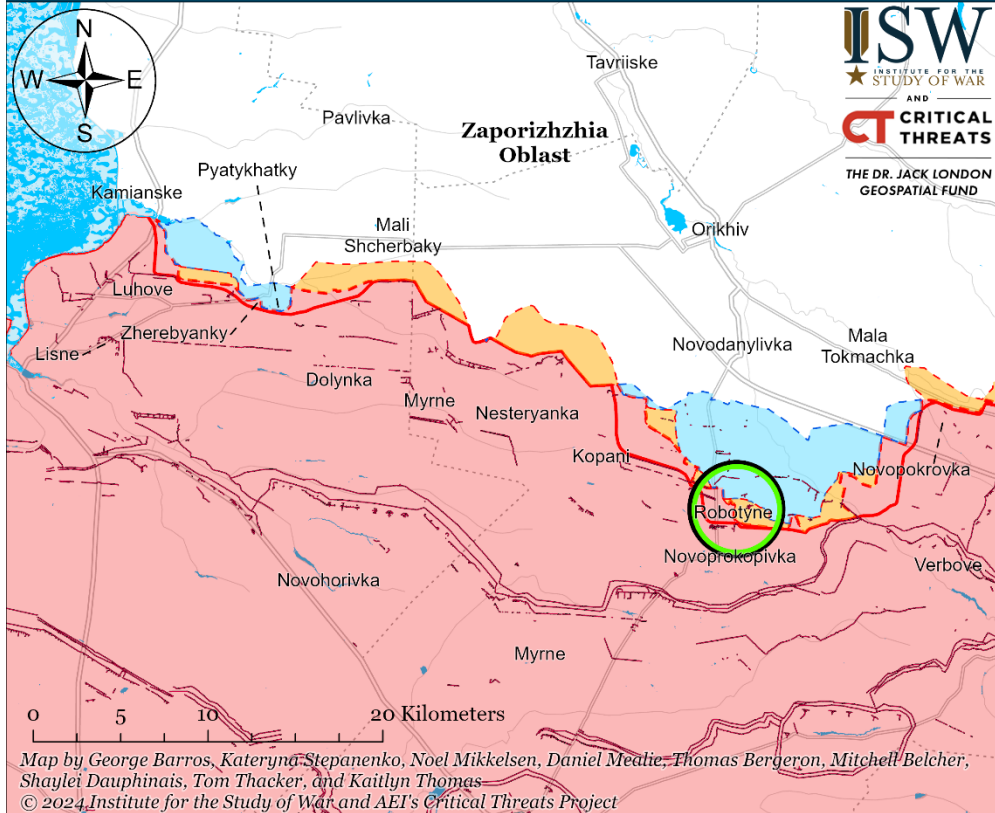 N
W
E
S
ISW
INSTITUTE FOR THE
STUDY OF WAR
AND
CT CRITICAL
THREATS
THE DR. JACK LONDON
GEOSPATIAL FUND
Tavriiske
Pavlivka
Zaporizhzhia
Oblast
Pyatykhatky
Kamianske
Mali
Shcherbaky
Orikhiv
Luhove
Zherebyanky
Lisne
Dolynka
Myrne
Nesteryanka
Novodanylivka
Mala
Tokmachka
Kopani
Novopokrovka
Robotyne
Novoprokopivka
Verbove
Novohorivka
Myrne
0 5 10 20 Kilometers
Map by George Barros, Kateryna Stepanenko, Noel Mikkelsen, Daniel Mealie, Thomas Bergeron, Mitchell Belcher,
Shaylei Dauphinais, Tom Thacker, and Kaitlyn Thomas
© 2024 Institute for the Study of War and AEI's Critical Threats Project